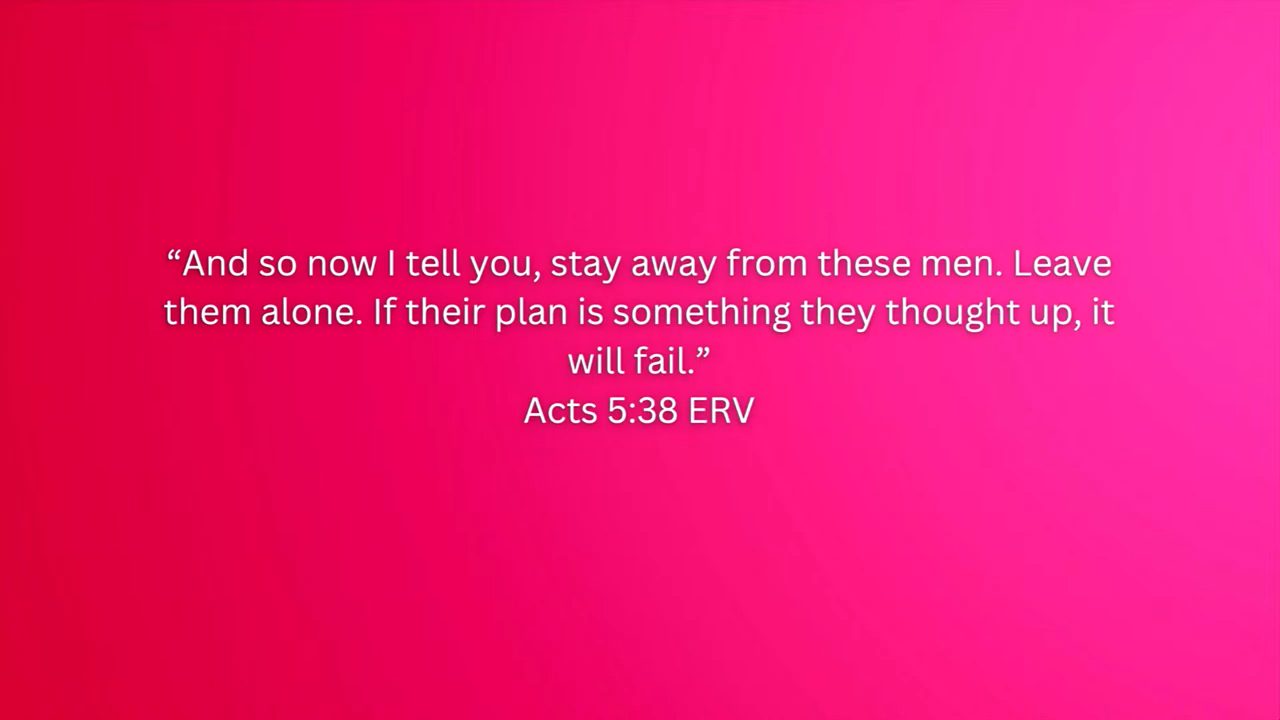 “And so now I tell you, stay away from these men. Leave
them alone. If their plan is something they thought up, it
will fail.”
Acts 5:38 ERV